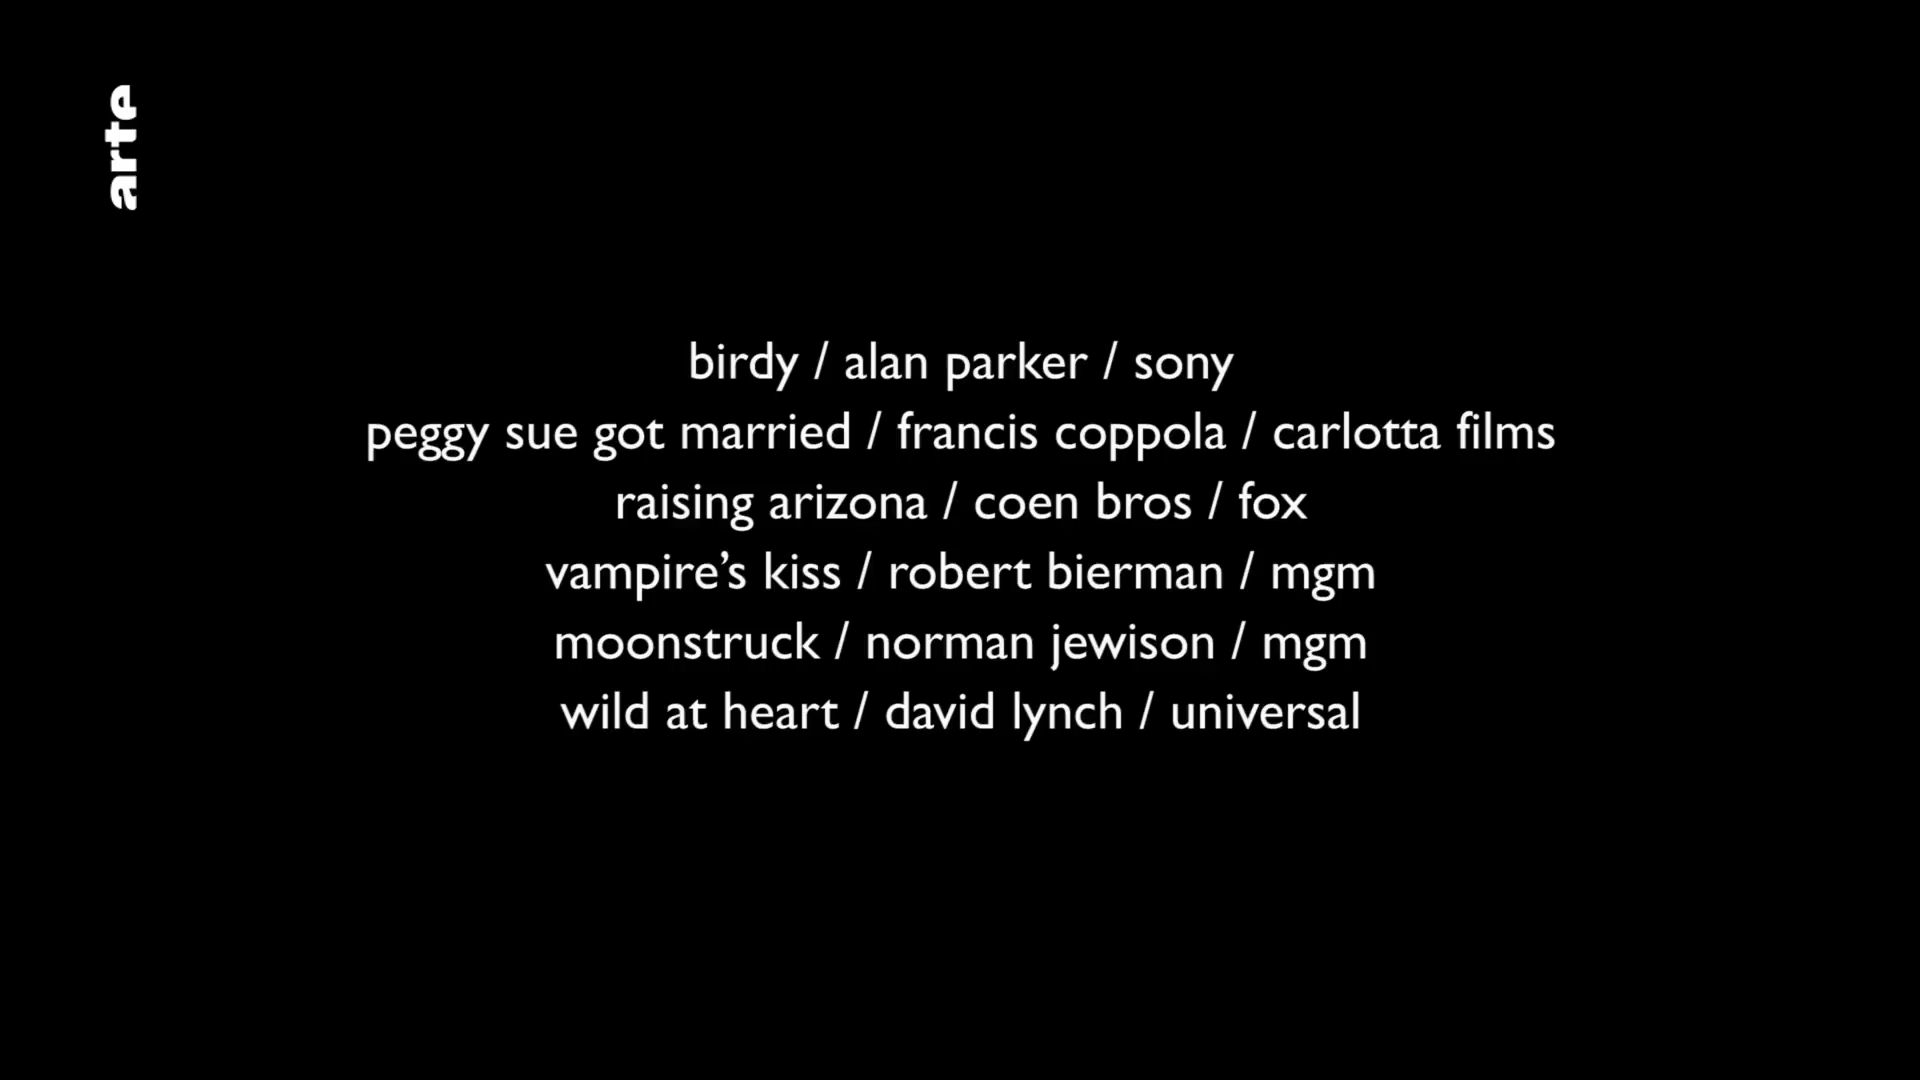 arte
birdy / alan parker / sony
peggy sue got married / francis coppola / carlotta films
raising arizona / coen bros / fox
vampire’s kiss / robert bierman / mgm
moonstruck / norman jewison / mgm
wild at heart / david lynch / universal